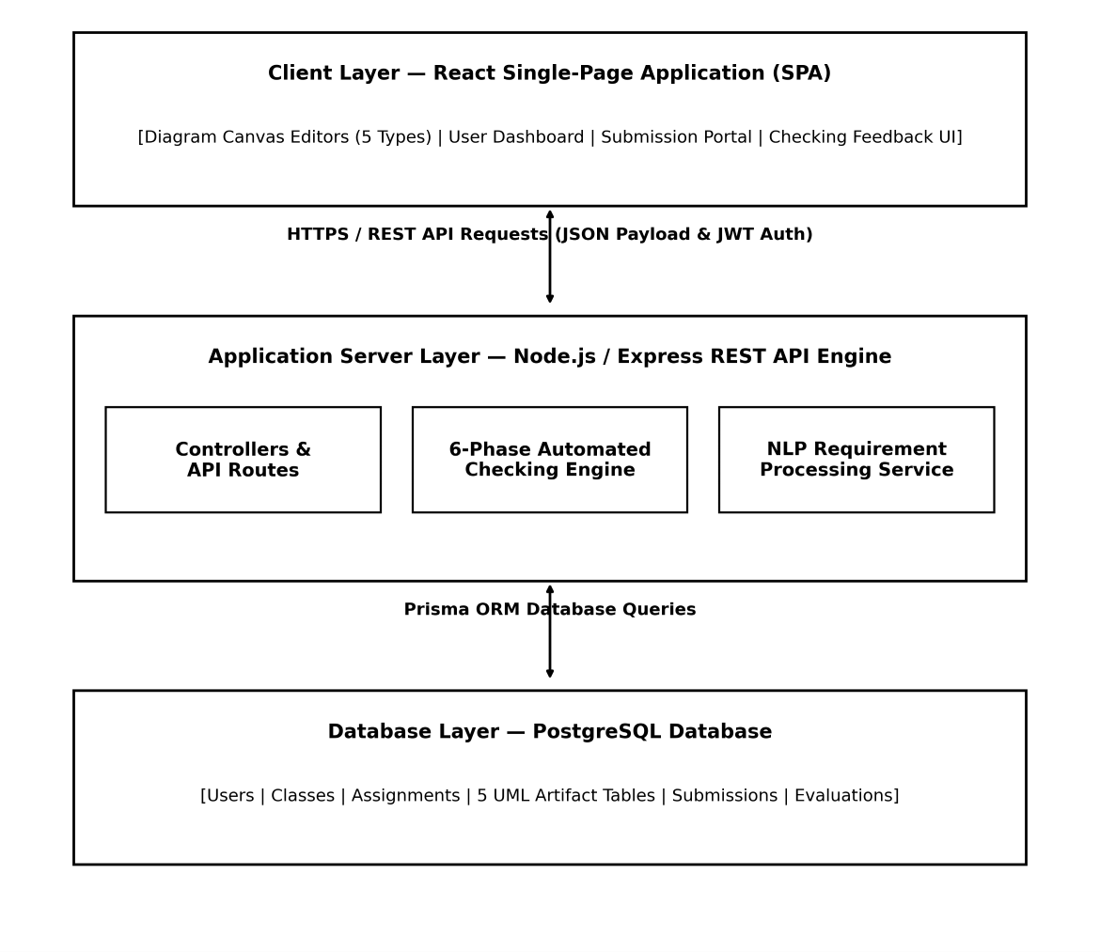 Client Layer — React Single-Page Application (SPA)
[Diagram Canvas Editors (5 Types) | User Dashboard | Submission Portal | Checking Feedback UI]
HTTPS / REST API Requests (JSON Payload & JWT Auth)
Application Server Layer — Node.js / Express REST API Engine
Controllers &
API Routes
6-Phase Automated
Checking Engine
NLP Requirement
Processing Service
Prisma ORM Database Queries
Database Layer — PostgreSQL Database
[Users | Classes | Assignments | 5 UML Artifact Tables | Submissions | Evaluations]